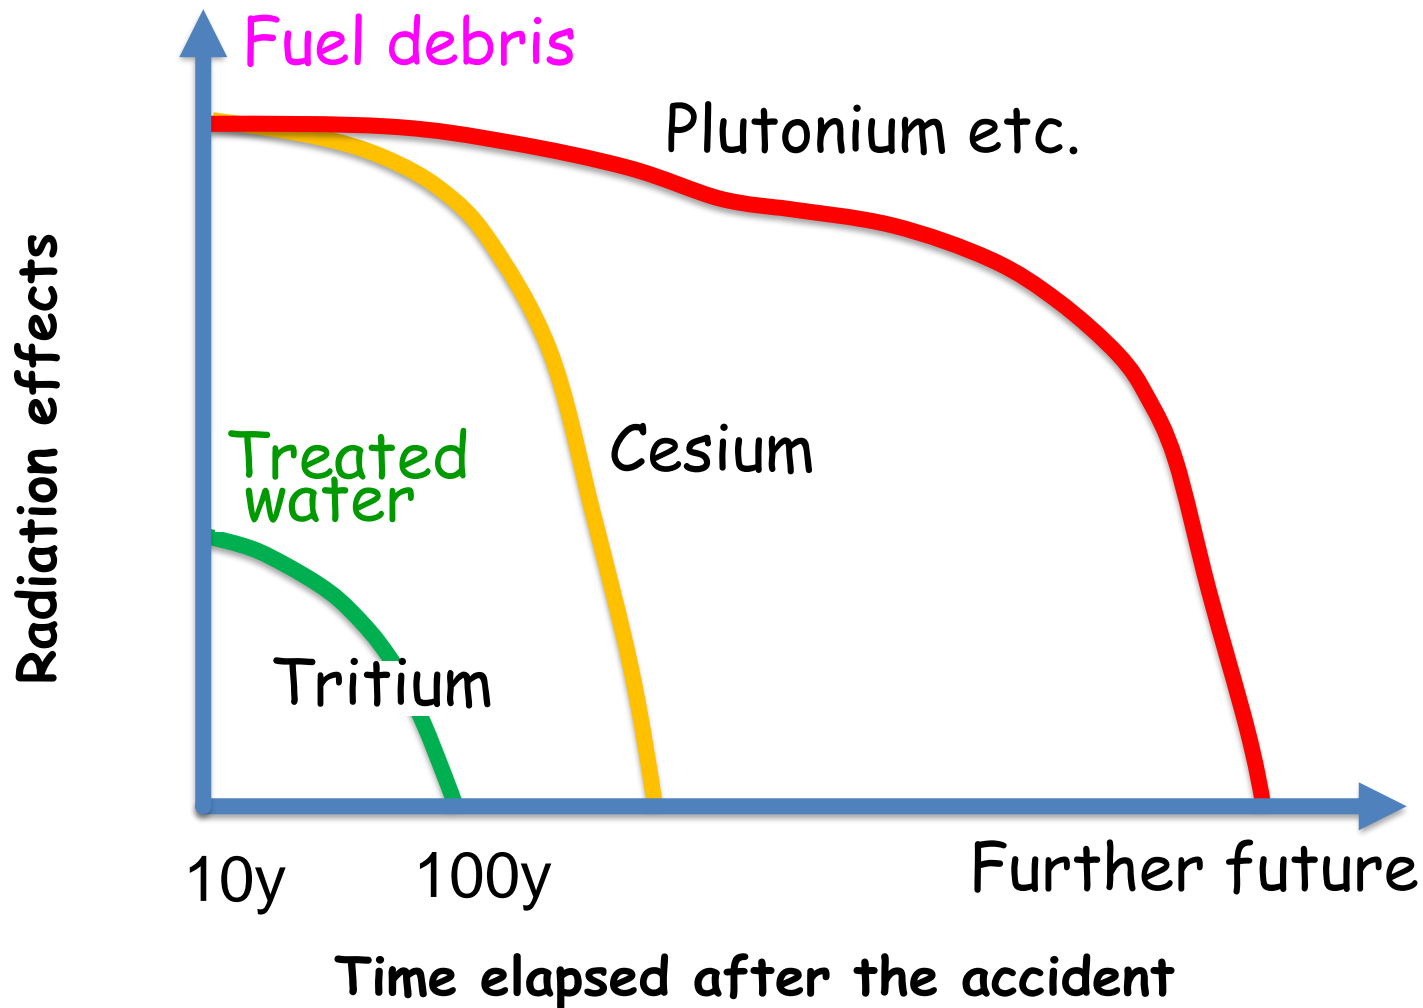 Fuel debris
Plutonium etc.
Radiation effects
Cesium
Treated
water
Tritium
10y
100y
Further future
Time elapsed after the accident